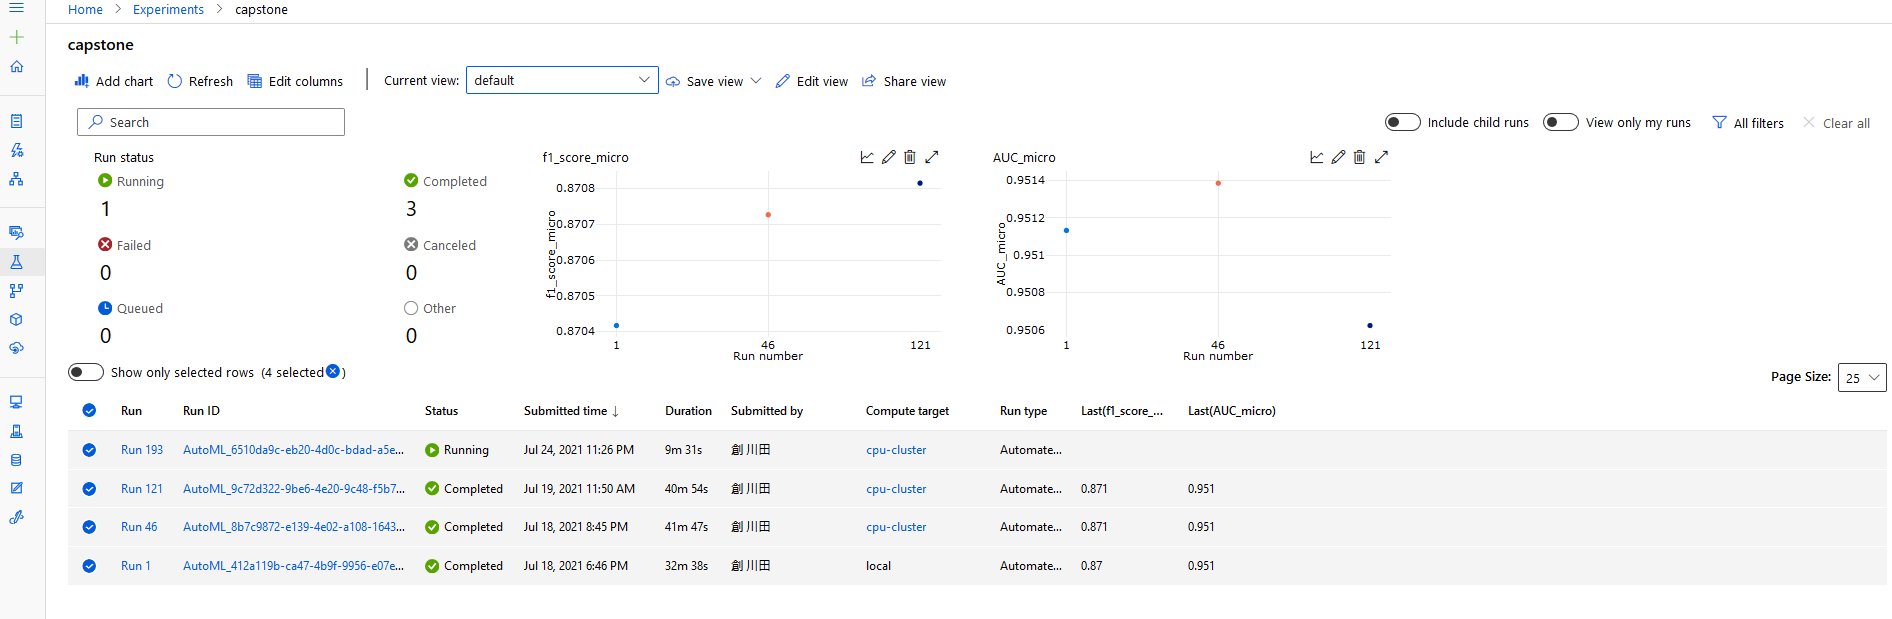 Home > Experiments > capstone
capstone
Add chart Refresh Edit columns Current view: default Save view Edit view Share view
Search
Include child runs View only my runs All filters Clear all
Run status
Running
1
Completed
3
Failed
0
Canceled
0
Queued
0
Other
0
f1_score_micro
f1_score_micro
0.8708
0.8707
0.8706
0.8705
0.8704
1 46 121
Run number
AUC_micro
AUC_micro
0.9514
0.9512
0.951
0.9508
0.9506
1 46 121
Run number
Show only selected rows (4 selected )
Page Size: 25
Run Run ID Status Submitted time ↓ Duration Submitted by Compute target Run type Last(f1_score_... Last(AUC_micro)
Run 193 AutoML_6510da9c-eb20-4d0c-bdad-a5e... Running Jul 24, 2021 11:26 PM 9m 31s 創 川田 cpu-cluster Automate...
Run 121 AutoML_9c72d322-9be6-4e20-9c48-f5b7... Completed Jul 19, 2021 11:50 AM 40m 54s 創 川田 cpu-cluster Automate... 0.871 0.951
Run 46 AutoML_8b7c9872-e139-4e02-a108-1643... Completed Jul 18, 2021 8:45 PM 41m 47s 創 川田 cpu-cluster Automate... 0.871 0.951
Run 1 AutoML_412a119b-ca47-4b9f-9956-e07e... Completed Jul 18, 2021 6:46 PM 32m 38s 創 川田 local Automate... 0.87 0.951